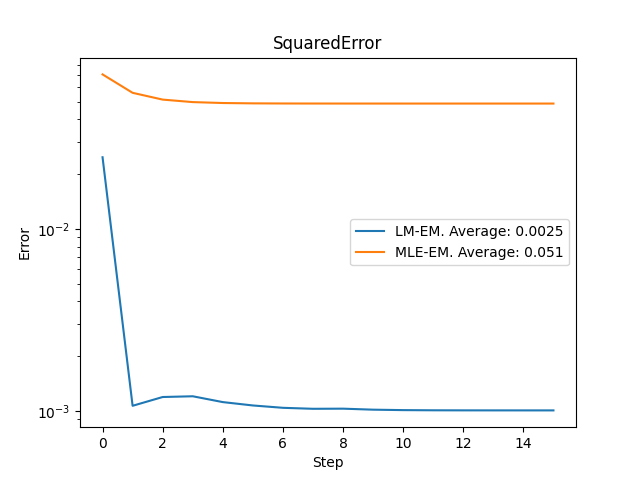 SquaredError
Error
10⁻²
10⁻³
LM-EM. Average: 0.0025
MLE-EM. Average: 0.051
0 2 4 6 8 10 12 14
Step